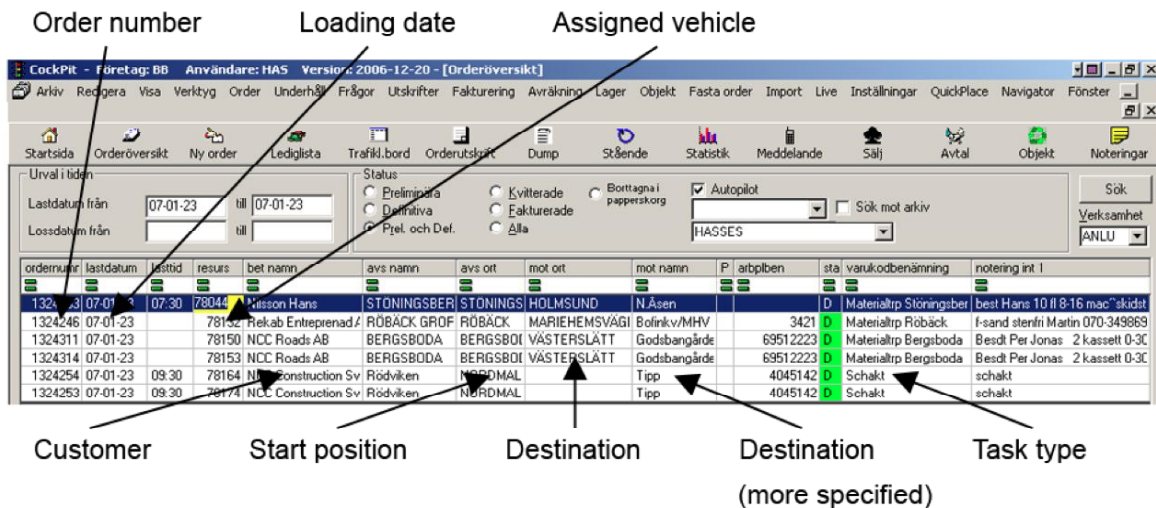 Order number Loading date Assigned vehicle
CockPit - Företag: BB Användare: HAS Version: 2006-12-20 - [Orderöversikt]
Arkiv Redigera Visa Verktyg Order Underhåll Frågor Utskrifter Fakturering Avräkning Lager Objekt Fasta order Import Live Inställningar QuickPlace Navigator Fönster
Startsida Orderöversikt Ny order Lediglista Trafikl.bord Orderutskrift Dump Stående Statistik Meddelande Sälj Avtal Objekt Noteringar
Urval i tiden Status
Preliminära Kvitterade Borttagna i papperskorg Autopilot Sök
Lastdatum från 07-01-23 till 07-01-23 Definitiva Fakturerade Sök mot arkiv Verksamhet
Lossdatum från till Prel. och Def. Alla HASSES ANLU
ordernumr lastdatum lasttid resurs bet namn avs namn avs ort mot ort mot namn P arbplben sta varukodbenämning notering int 1
07-01-23 07:30 78044 Nilsson Hans STÖNINGSBER STÖNINGS HOLMSUND N.Åsen D Materialtrp Stöningsber best Hans 10 fl 8-16 mac^skidst
1324246 07-01-23 78132 Rekab Entreprenad A RÖBÄCK GROF RÖBÄCK MARIEHEMSVÄGI Bolinkv/MHV 3421 D Materialtrp Röbäck f-sand stenfri Martin 070-349869
1324311 07-01-23 78150 NCC Roads AB BERGSBODA BERGSBOI VÄSTERSLÄTT Godsbangårde 69512223 D Materialtrp Bergsboda Besdt Per Jonas 2 kassett 0-30
1324314 07-01-23 78153 NCC Roads AB BERGSBODA BERGSBOI VÄSTERSLÄTT Godsbangårde 69512223 D Materialtrp Bergsboda Besdt Per Jonas 2 kassett 0-30
1324254 07-01-23 09:30 78164 NCC Construction Sv Rödviken NORDMAL Tipp 4045142 D Schakt schakt
1324253 07-01-23 09:30 78174 NCC Construction Sv Rödviken NORDMAL Tipp 4045142 D Schakt schakt
Customer Start position Destination Destination Task type
(more specified)